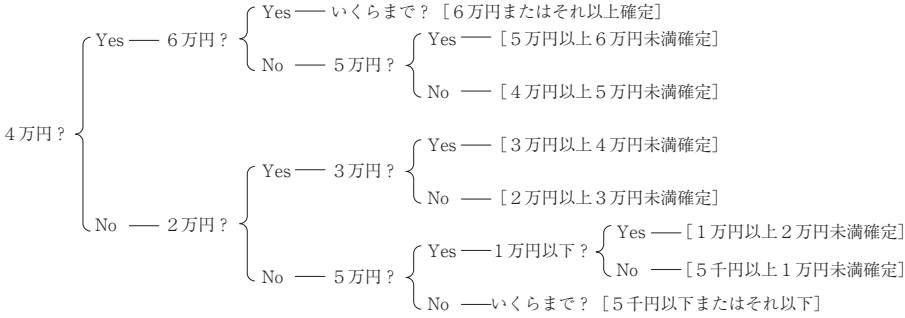 Yes いくらまで？［６万円またはそれ以上確定］
Yes ６万円？
Yes ［５万円以上６万円未満確定］
No ５万円？
No ［４万円以上５万円未満確定］
４万円？
Yes ［３万円以上４万円未満確定］
Yes ３万円？
No ［２万円以上３万円未満確定］
No ２万円？
Yes １万円以下？
Yes ［１万円以上２万円未満確定］
No ５万円？
No ［５千円以上１万円未満確定］
No いくらまで？［５千円以下またはそれ以下］